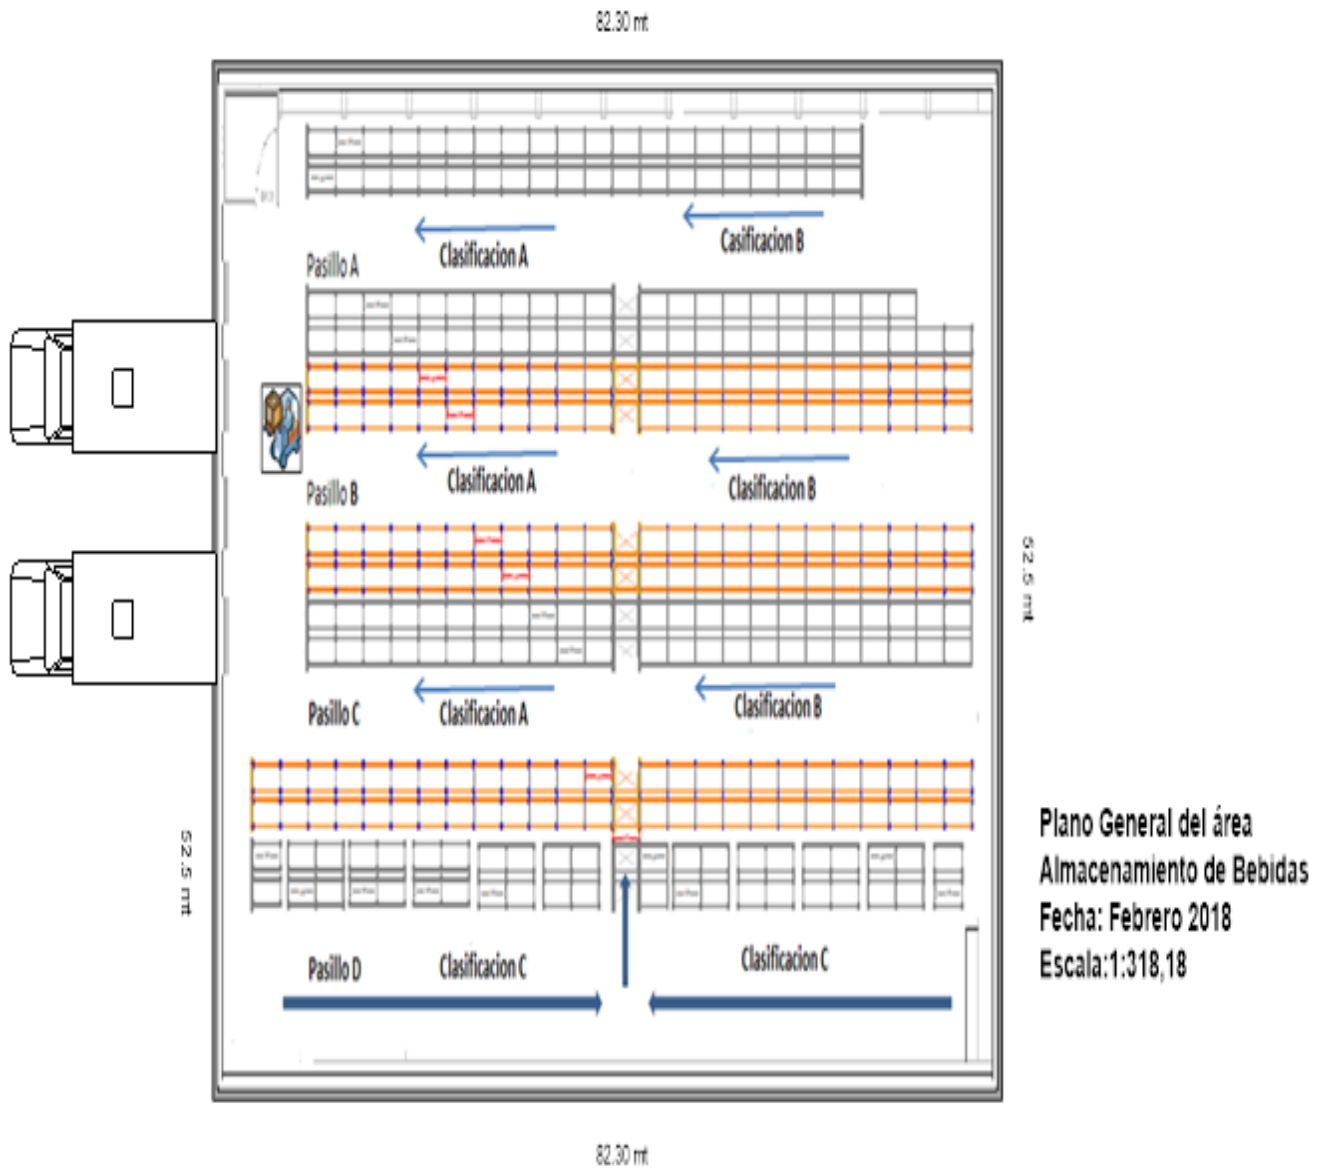 82.30 mt
Clasificacion A
Casificacion B
Pasillo A
Clasificacion A
Clasificacion B
Pasillo B
52.5 mt
Clasificacion A
Clasificacion B
Pasillo C
52.5 mt
Plano General del área
Almacenamiento de Bebidas
Fecha: Febrero 2018
Escala:1:318,18
Pasillo D
Clasificacion C
Clasificacion C
82.30 mt